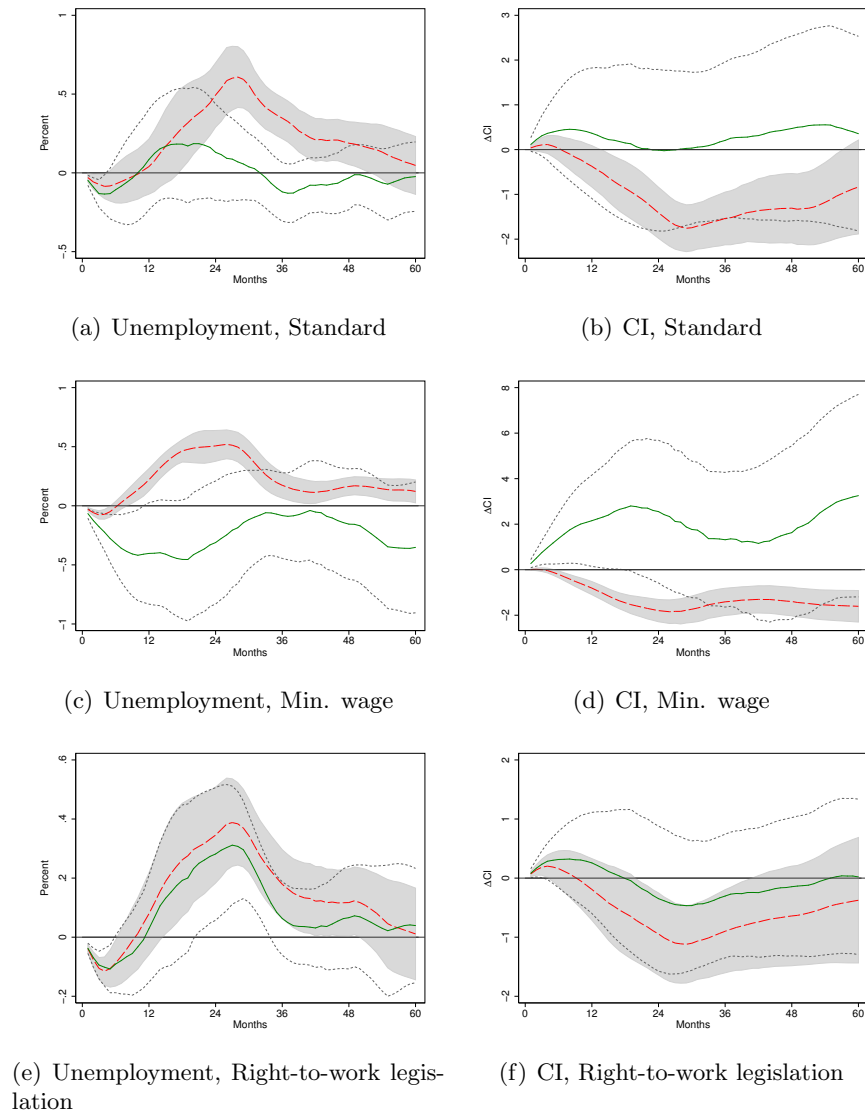 1
.5
0
-.5
Percent
0 12 24 36 48 60
Months
(a) Unemployment, Standard
3
2
1
0
-1
-2
ΔCI
0 12 24 36 48 60
Months
(b) CI, Standard
1
.5
0
-.5
-1
Percent
0 12 24 36 48 60
Months
(c) Unemployment, Min. wage
8
6
4
2
0
-2
ΔCI
0 12 24 36 48 60
Months
(d) CI, Min. wage
.6
.4
.2
0
-.2
Percent
0 12 24 36 48 60
Months
(e) Unemployment, Right-to-work legis-
lation
2
1
0
-1
-2
ΔCI
0 12 24 36 48 60
Months
(f) CI, Right-to-work legislation